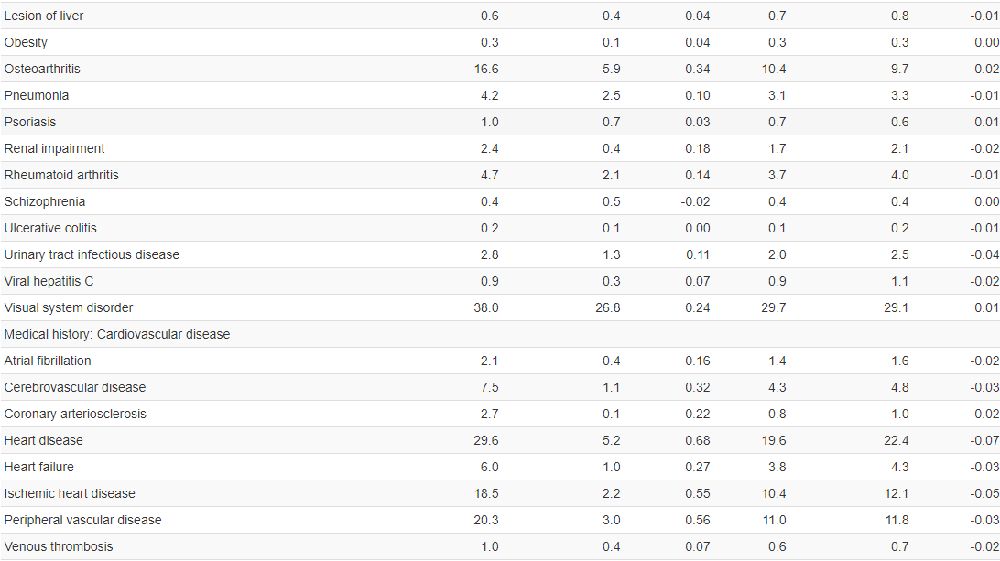 Lesion of liver 0.6 0.4 0.04 0.7 0.8 -0.01
Obesity 0.3 0.1 0.04 0.3 0.3 0.00
Osteoarthritis 16.6 5.9 0.34 10.4 9.7 0.02
Pneumonia 4.2 2.5 0.10 3.1 3.3 -0.01
Psoriasis 1.0 0.7 0.03 0.7 0.6 0.01
Renal impairment 2.4 0.4 0.18 1.7 2.1 -0.02
Rheumatoid arthritis 4.7 2.1 0.14 3.7 4.0 -0.01
Schizophrenia 0.4 0.5 -0.02 0.4 0.4 0.00
Ulcerative colitis 0.2 0.1 0.00 0.1 0.2 -0.01
Urinary tract infectious disease 2.8 1.3 0.11 2.0 2.5 -0.04
Viral hepatitis C 0.9 0.3 0.07 0.9 1.1 -0.02
Visual system disorder 38.0 26.8 0.24 29.7 29.1 0.01
Medical history: Cardiovascular disease
Atrial fibrillation 2.1 0.4 0.16 1.4 1.6 -0.02
Cerebrovascular disease 7.5 1.1 0.32 4.3 4.8 -0.03
Coronary arteriosclerosis 2.7 0.1 0.22 0.8 1.0 -0.02
Heart disease 29.6 5.2 0.68 19.6 22.4 -0.07
Heart failure 6.0 1.0 0.27 3.8 4.3 -0.03
Ischemic heart disease 18.5 2.2 0.55 10.4 12.1 -0.05
Peripheral vascular disease 20.3 3.0 0.56 11.0 11.8 -0.03
Venous thrombosis 1.0 0.4 0.07 0.6 0.7 -0.02